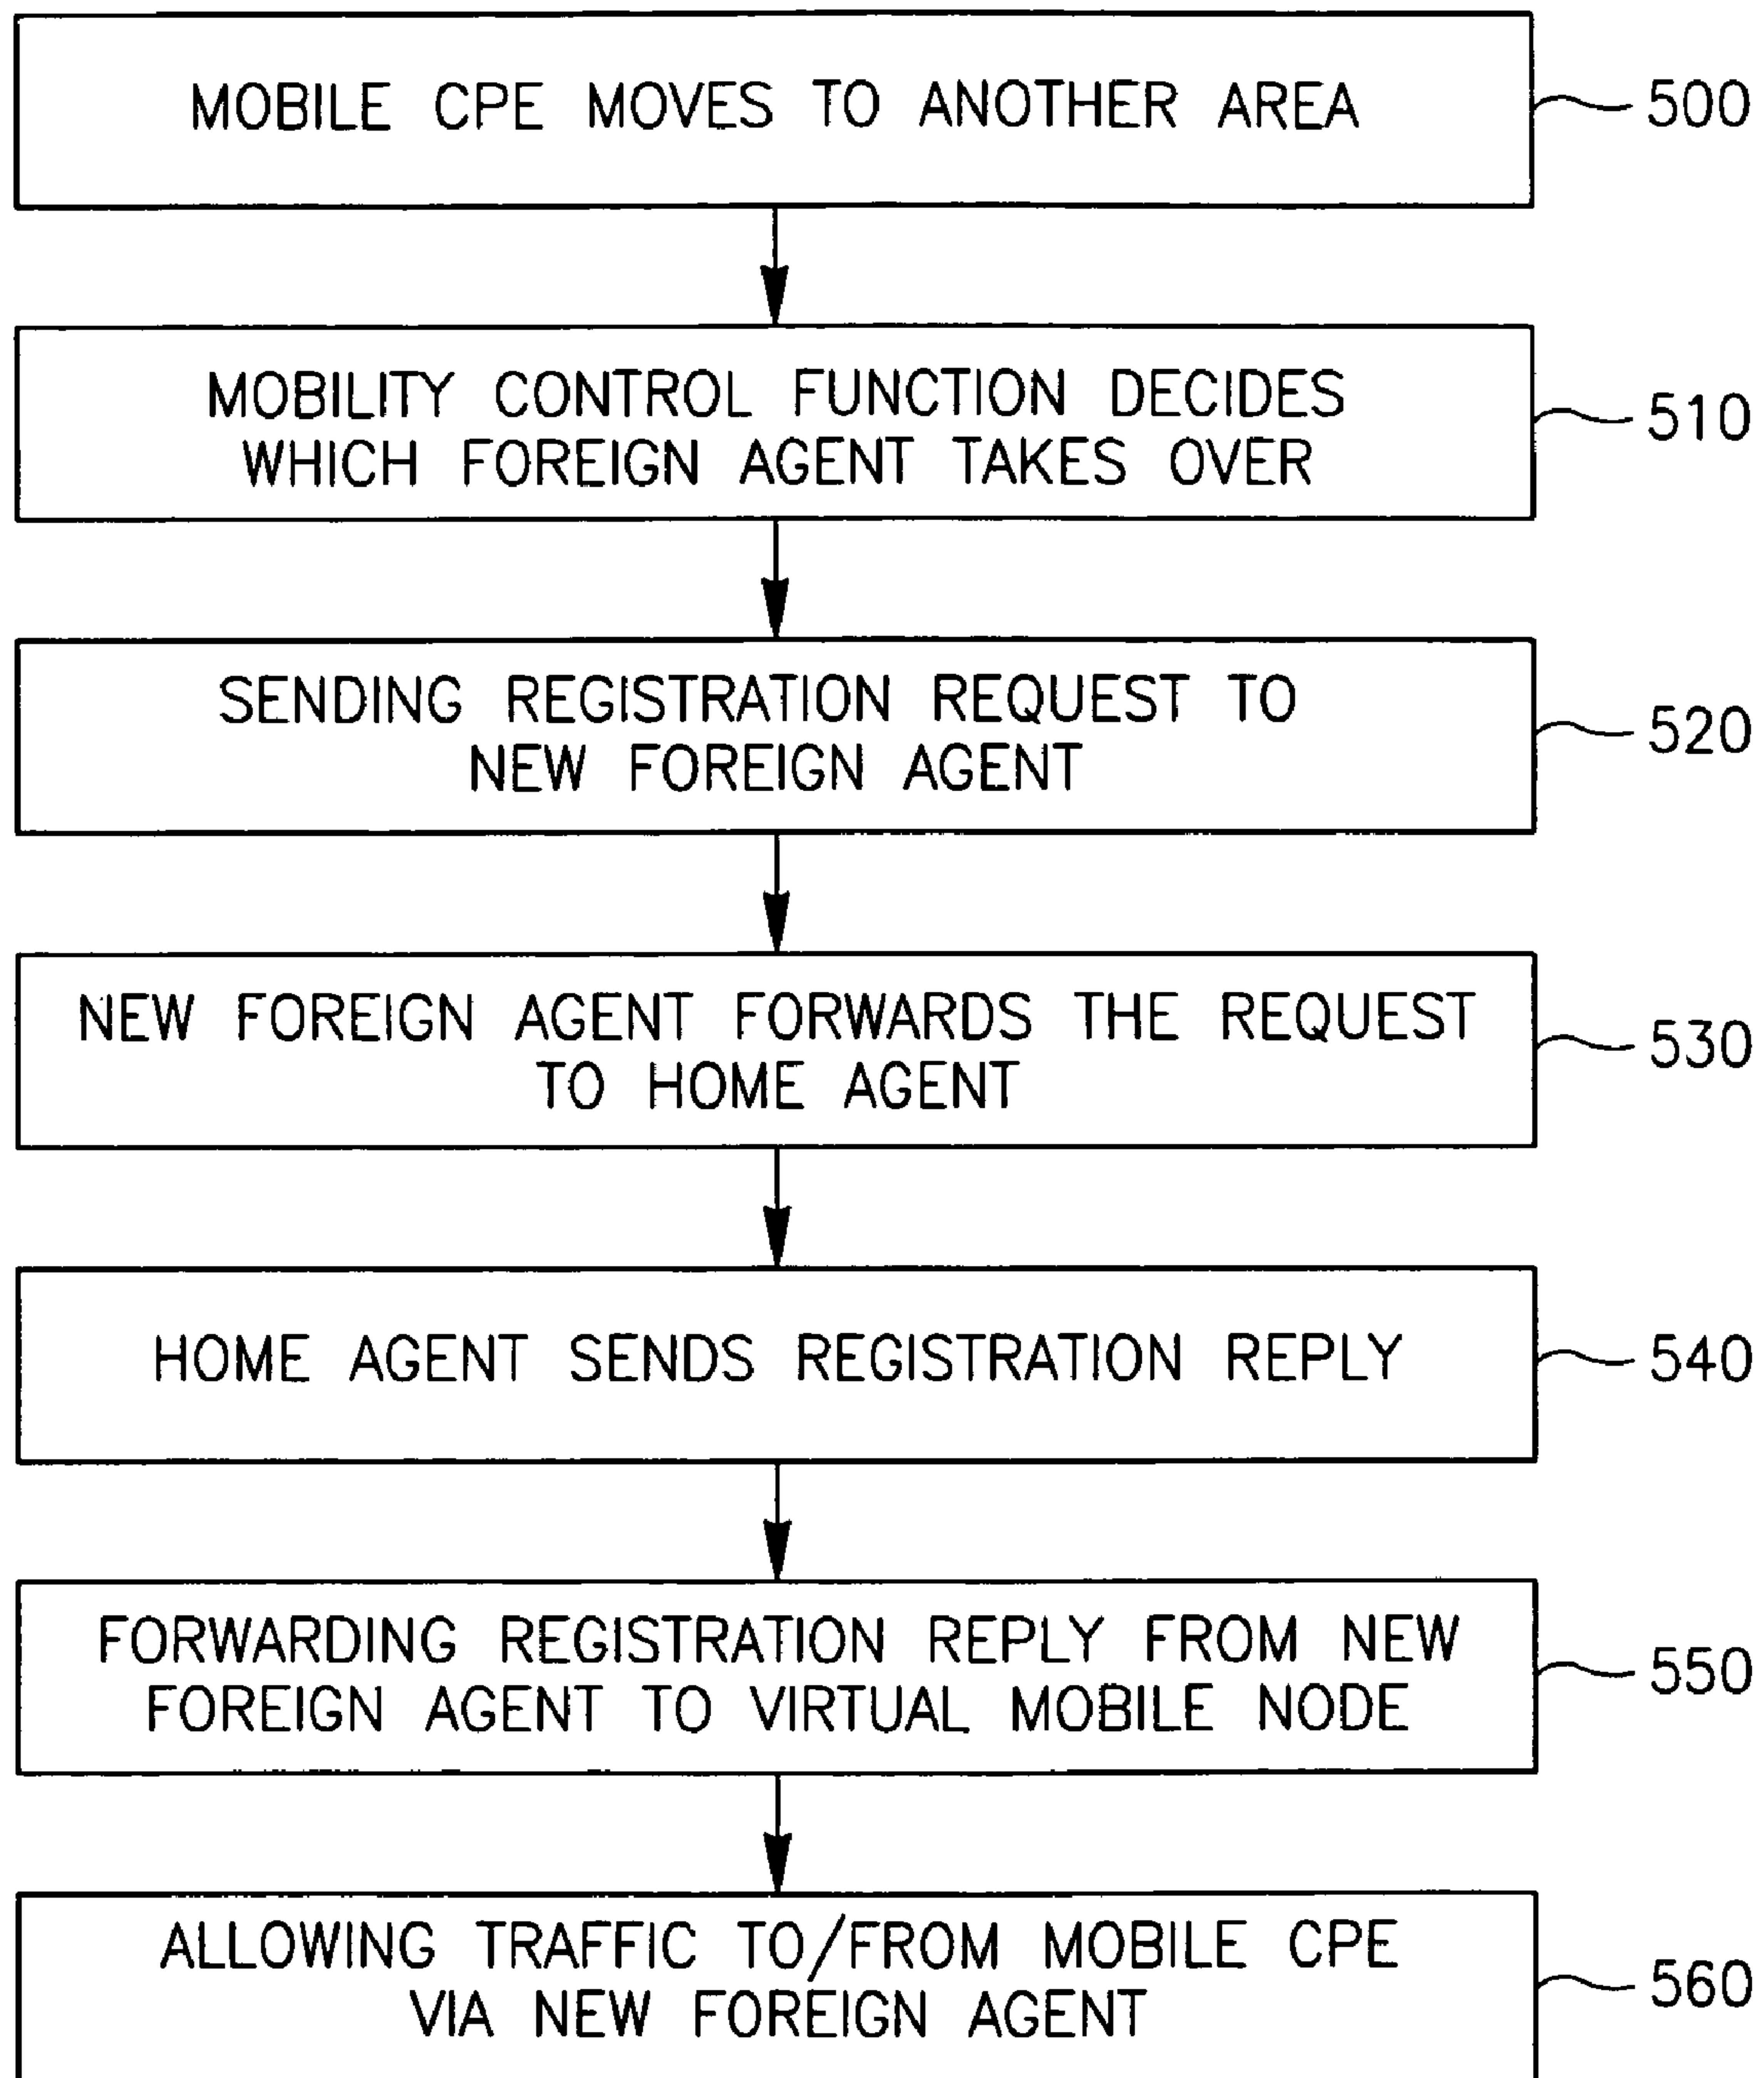 MOBILE CPE MOVES TO ANOTHER AREA
500
MOBILITY CONTROL FUNCTION DECIDES
WHICH FOREIGN AGENT TAKES OVER
510
SENDING REGISTRATION REQUEST TO
NEW FOREIGN AGENT
520
NEW FOREIGN AGENT FORWARDS THE REQUEST
TO HOME AGENT
530
HOME AGENT SENDS REGISTRATION REPLY
540
FORWARDING REGISTRATION REPLY FROM NEW
FOREIGN AGENT TO VIRTUAL MOBILE NODE
550
ALLOWING TRAFFIC TO/FROM MOBILE CPE
VIA NEW FOREIGN AGENT
560